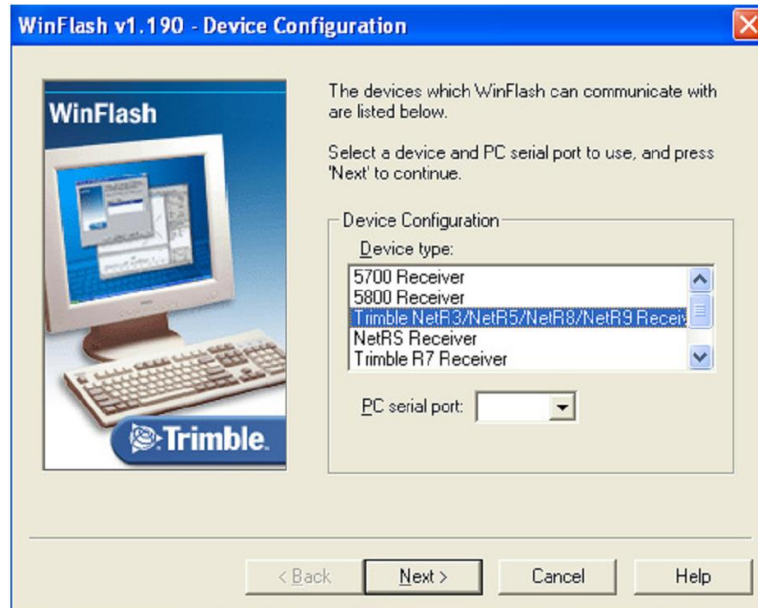 WinFlash v1.190 - Device Configuration
WinFlash
Trimble.
The devices which WinFlash can communicate with
are listed below.
Select a device and PC serial port to use, and press
'Next' to continue.
Device Configuration
Device type:
5700 Receiver
5800 Receiver
Trimble NetR3/NetR5/NetR8/NetR9 Receiv
NetRS Receiver
Trimble R7 Receiver
PC serial port:
< Back Next > Cancel Help